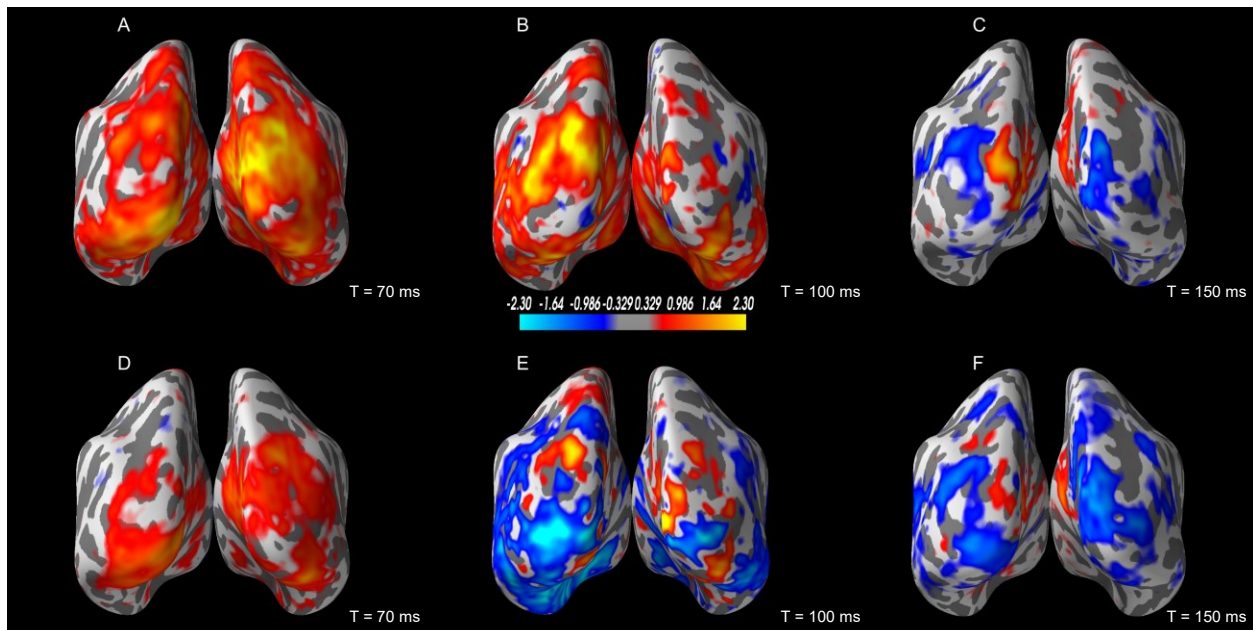 A
B
C
T = 70 ms
T = 100 ms
T = 150 ms
-2.30 -1.64 -0.986 -0.329 0.329 0.986 1.64 2.30
D
E
F
T = 70 ms
T = 100 ms
T = 150 ms